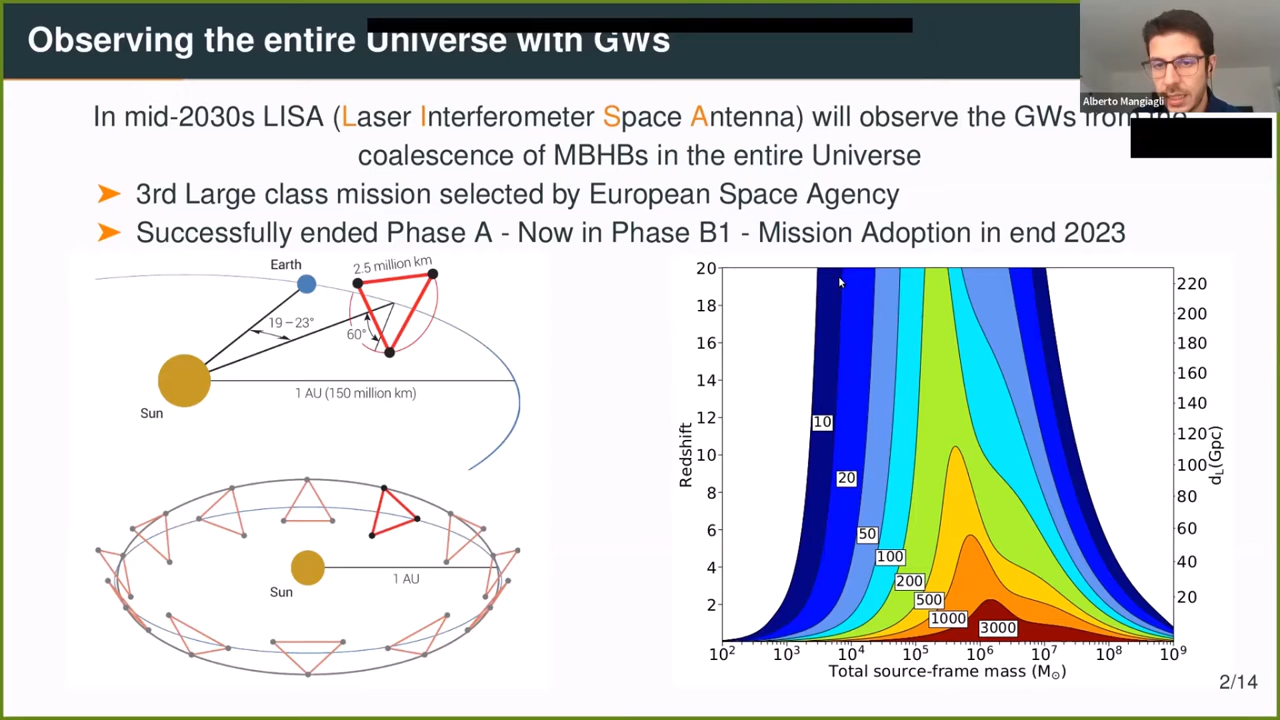 Observing the entire Universe with GWs
Alberto Mangiagli
In mid-2030s LISA (Laser Interferometer Space Antenna) will observe the GWs from the
coalescence of MBHBs in the entire Universe
➤ 3rd Large class mission selected by European Space Agency
➤ Successfully ended Phase A - Now in Phase B1 - Mission Adoption in end 2023
Earth
2.5 million km
19 – 23°
60°
1 AU (150 million km)
Sun
Sun
1 AU
20
18
16
14
12
10
8
6
4
2
Redshift
10
20
50
100
200
500
1000
3000
220
200
180
160
140
120
100
80
60
40
20
d_L(Gpc)
10² 10³ 10⁴ 10⁵ 10⁶ 10⁷ 10⁸ 10⁹
Total source-frame mass (M☉)
2/14